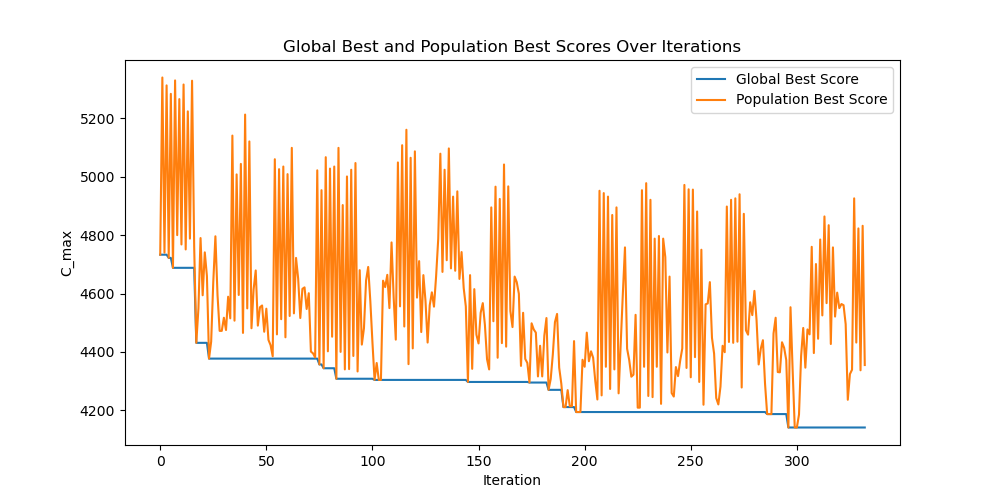 Global Best and Population Best Scores Over Iterations
Global Best Score
Population Best Score
C_max
5200
5000
4800
4600
4400
4200
0
50
100
150
200
250
300
Iteration